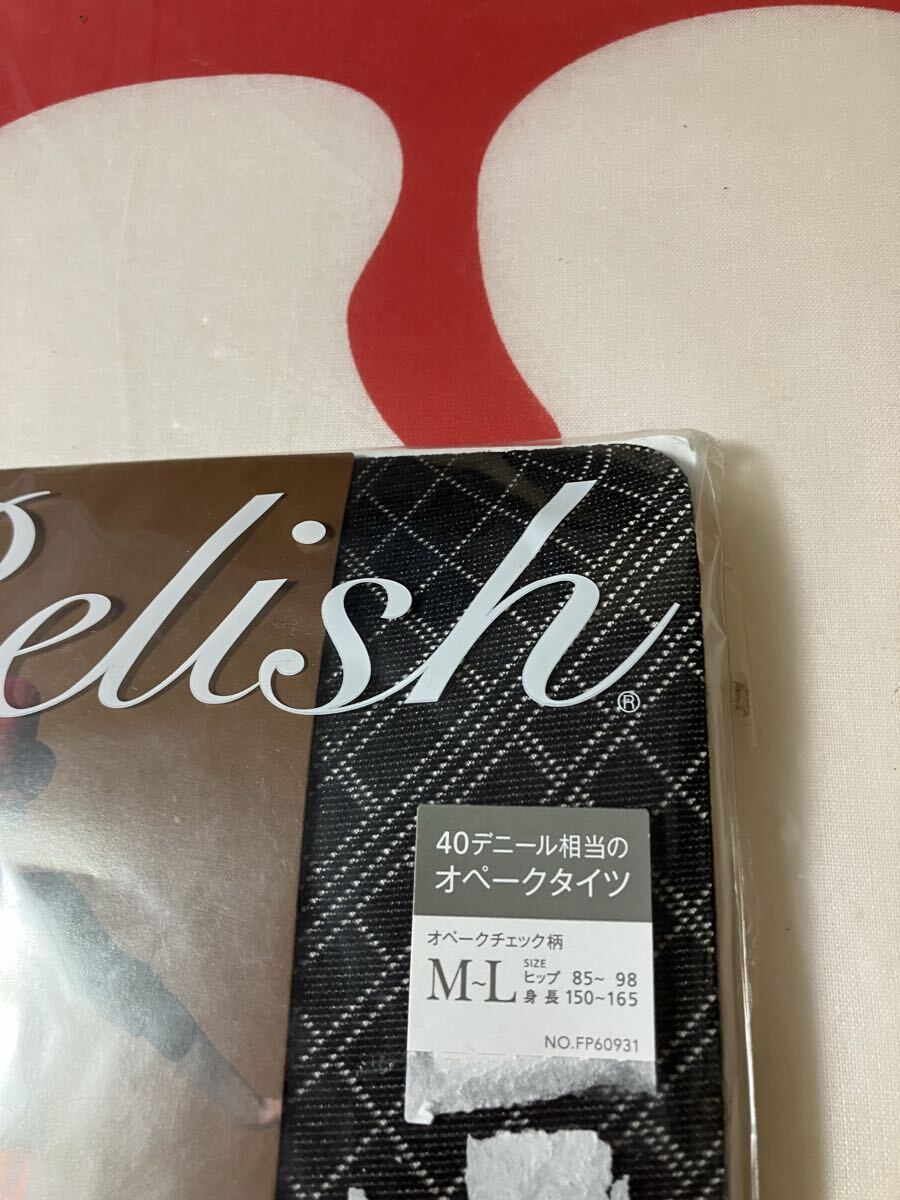 Relish
®
40デニール相当の
オペークタイツ
オペークチェック柄
M~L SIZE
ヒップ 85~ 98
身長 150~165
NO.FP60931